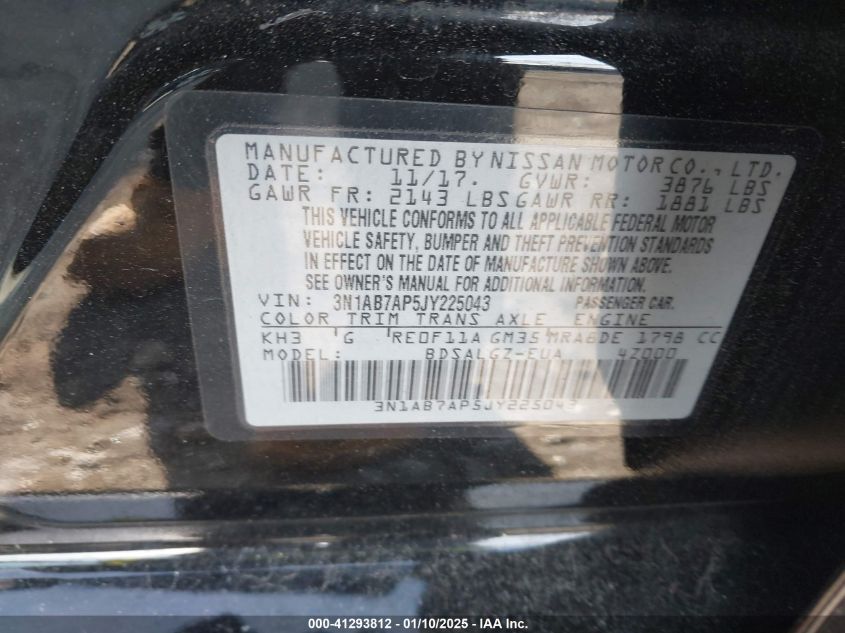 MANUFACTURED BY NISSAN MOTOR CO., LTD.
DATE: 11/17. GVWR: 3876 LBS
GAWR FR: 2143 LBS GAWR RR: 1881 LBS
THIS VEHICLE CONFORMS TO ALL APPLICABLE FEDERAL MOTOR
VEHICLE SAFETY, BUMPER AND THEFT PREVENTION STANDARDS
IN EFFECT ON THE DATE OF MANUFACTURE SHOWN ABOVE.
SEE OWNER'S MANUAL FOR ADDITIONAL INFORMATION.
VIN: 3N1AB7AP5JY225043 PASSENGER CAR.
COLOR TRIM TRANS AXLE ENGINE
KH3 G RE0F11A GM35 MRA8DE 1798 CC
MODEL: BDSALGZ-EUA 4Z000
3N1AB7AP5JY225043
000-41293812 — 01/10/2025 — IAA Inc.